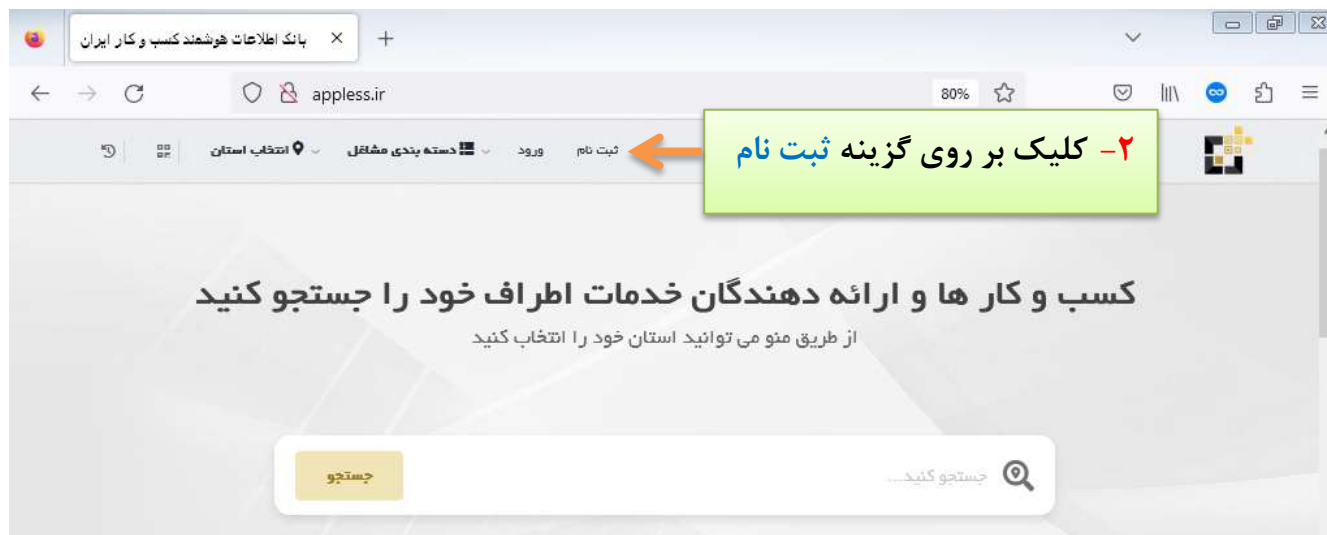 بانک اطلاعات هوشمند کسب و کار ایران
appless.ir
80%
ثبت نام
ورود
دسته بندی مشاغل
انتخاب استان
۲- کلیک بر روی گزینه ثبت نام
کسب و کار ها و ارائه دهندگان خدمات اطراف خود را جستجو کنید
از طریق منو می توانید استان خود را انتخاب کنید
جستجو کنید....
جستجو